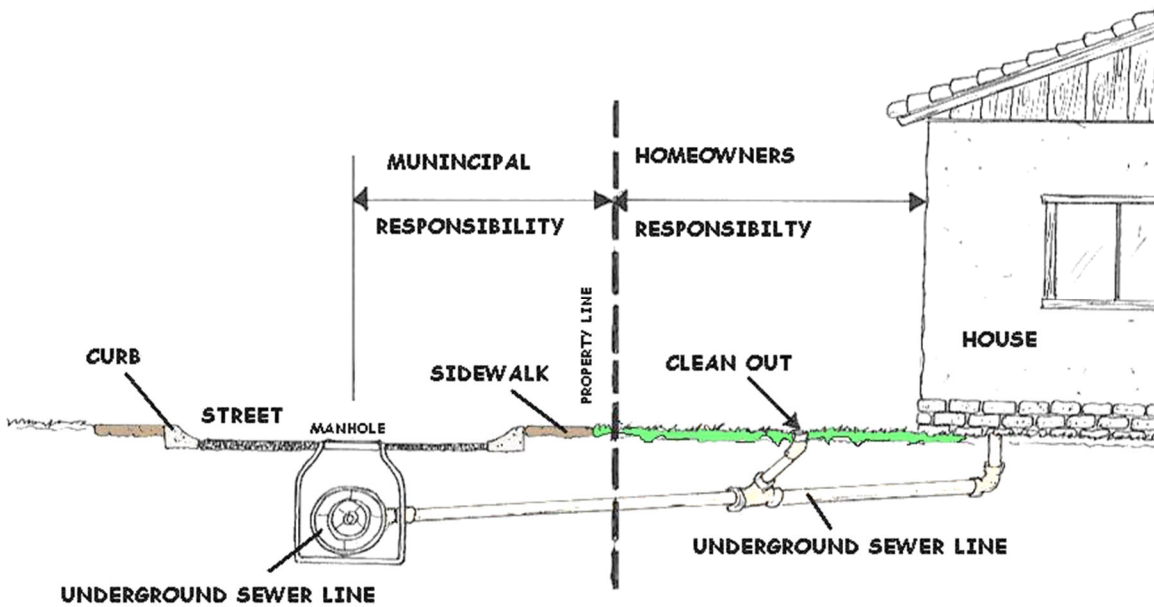 MUNINCIPAL
RESPONSIBILITY
HOMEOWNERS
RESPONSIBILTY
PROPERTY LINE
CURB
STREET
MANHOLE
SIDEWALK
CLEAN OUT
HOUSE
UNDERGROUND SEWER LINE
UNDERGROUND SEWER LINE